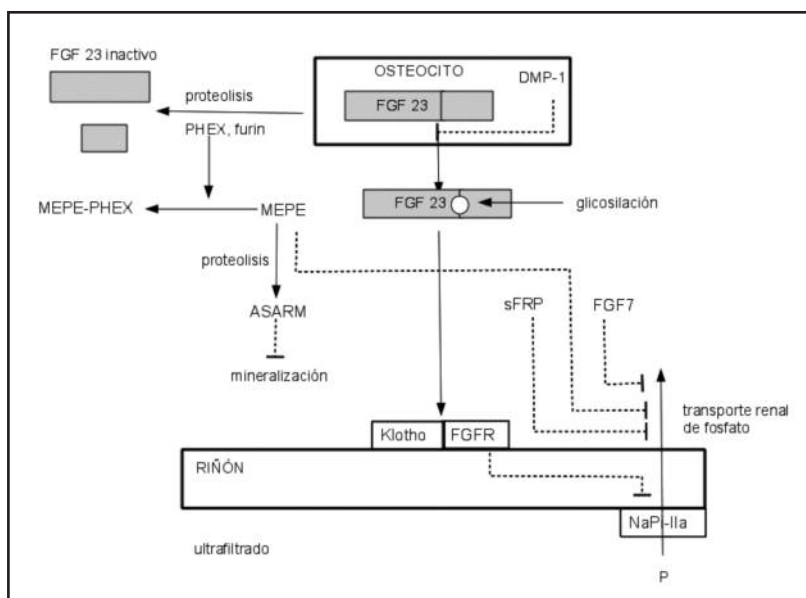 FGF 23 inactivo
OSTEOCITO
DMP-1
proteolisis
FGF 23
PHEX, furin
MEPE-PHEX
MEPE
FGF 23
glicosilación
proteolisis
ASARM
sFRP
FGF7
mineralización
transporte renal
de fosfato
Klotho
FGFR
RIÑÓN
NaPi-IIa
ultrafiltrado
P